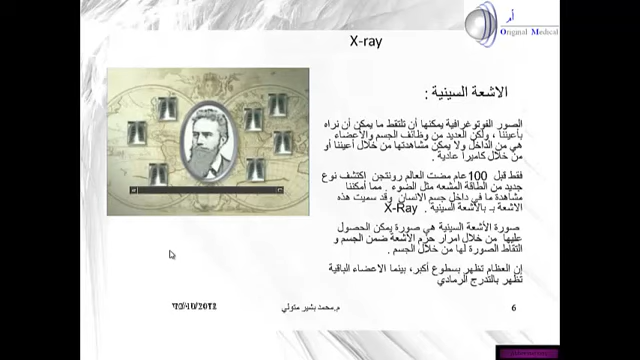 أم
Original Medical
X-ray
الاشعة السينية :
الصور الفوتوغرافية يمكنها أن تلتقط ما يمكن أن نراه
بأعيننا , ولكن العديد من وظائف الجسم والأعضاء
هي من الداخل ولا يمكن مشاهدتها من خلال أعيننا أو
من خلال كاميرا عادية .
فقط قبل 100عام مضت العالم رونتجن اكتشف نوع
جديد من الطاقة المشعه مثل الضوء . مما أمكننا
مشاهدة ما في داخل جسم الانسان وقد سميت هذه
الاشعة بـ بالأشعة السينية . X-Ray
صورة الأشعة السينية هي صورة يمكن الحصول
عليها من خلال امرار حزم الاشعة ضمن الجسم و
التقاط الصورة لها من خلال الجسم .
إن العظام تظهر بسطوع أكبر, بينما الاعضاء الباقية
تظهر بالتدرج الرمادي
6
م.محمد بشير متولي